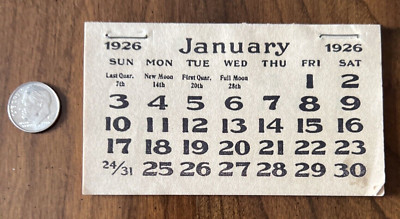 1926 January 1926
SUN MON TUE WED THU FRI SAT
Last Quar. New Moon First Quar. Full Moon
7th 14th 20th 28th
1 2
3 4 5 6 7 8 9
10 11 12 13 14 15 16
17 18 19 20 21 22 23
24/31 25 26 27 28 29 30